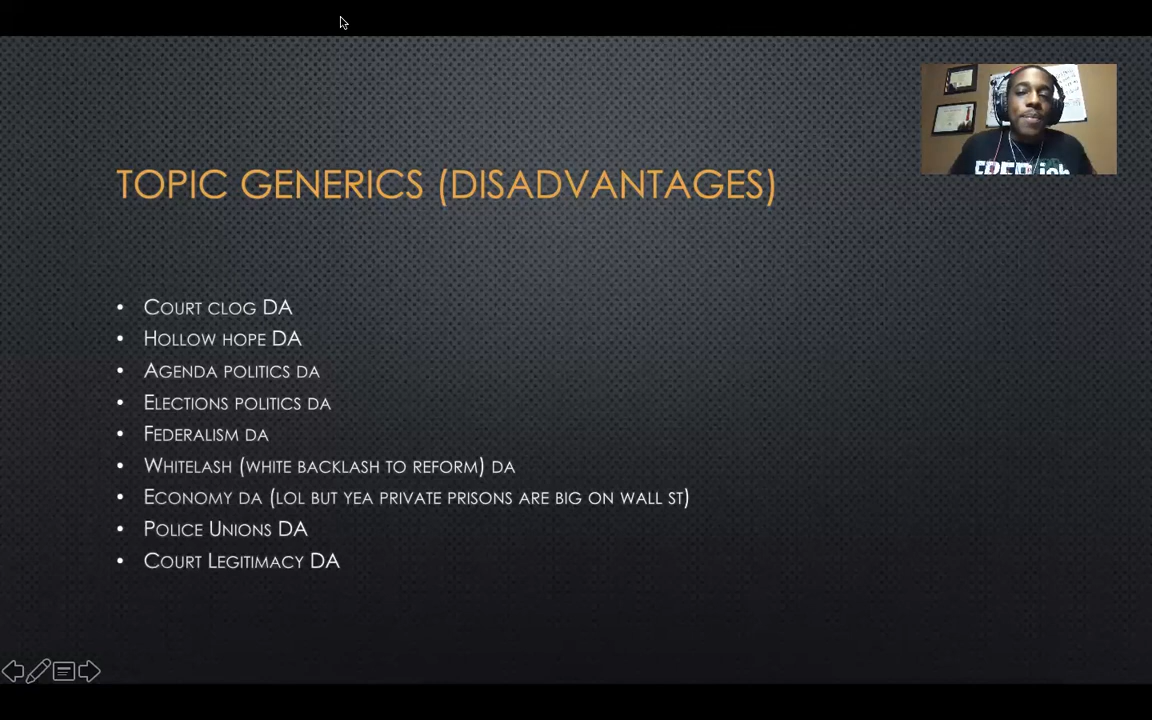 TOPIC GENERICS (DISADVANTAGES)
• COURT CLOG DA
• HOLLOW HOPE DA
• AGENDA POLITICS DA
• ELECTIONS POLITICS DA
• FEDERALISM DA
• WHITELASH (WHITE BACKLASH TO REFORM) DA
• ECONOMY DA (LOL BUT YEA PRIVATE PRISONS ARE BIG ON WALL ST)
• POLICE UNIONS DA
• COURT LEGITIMACY DA